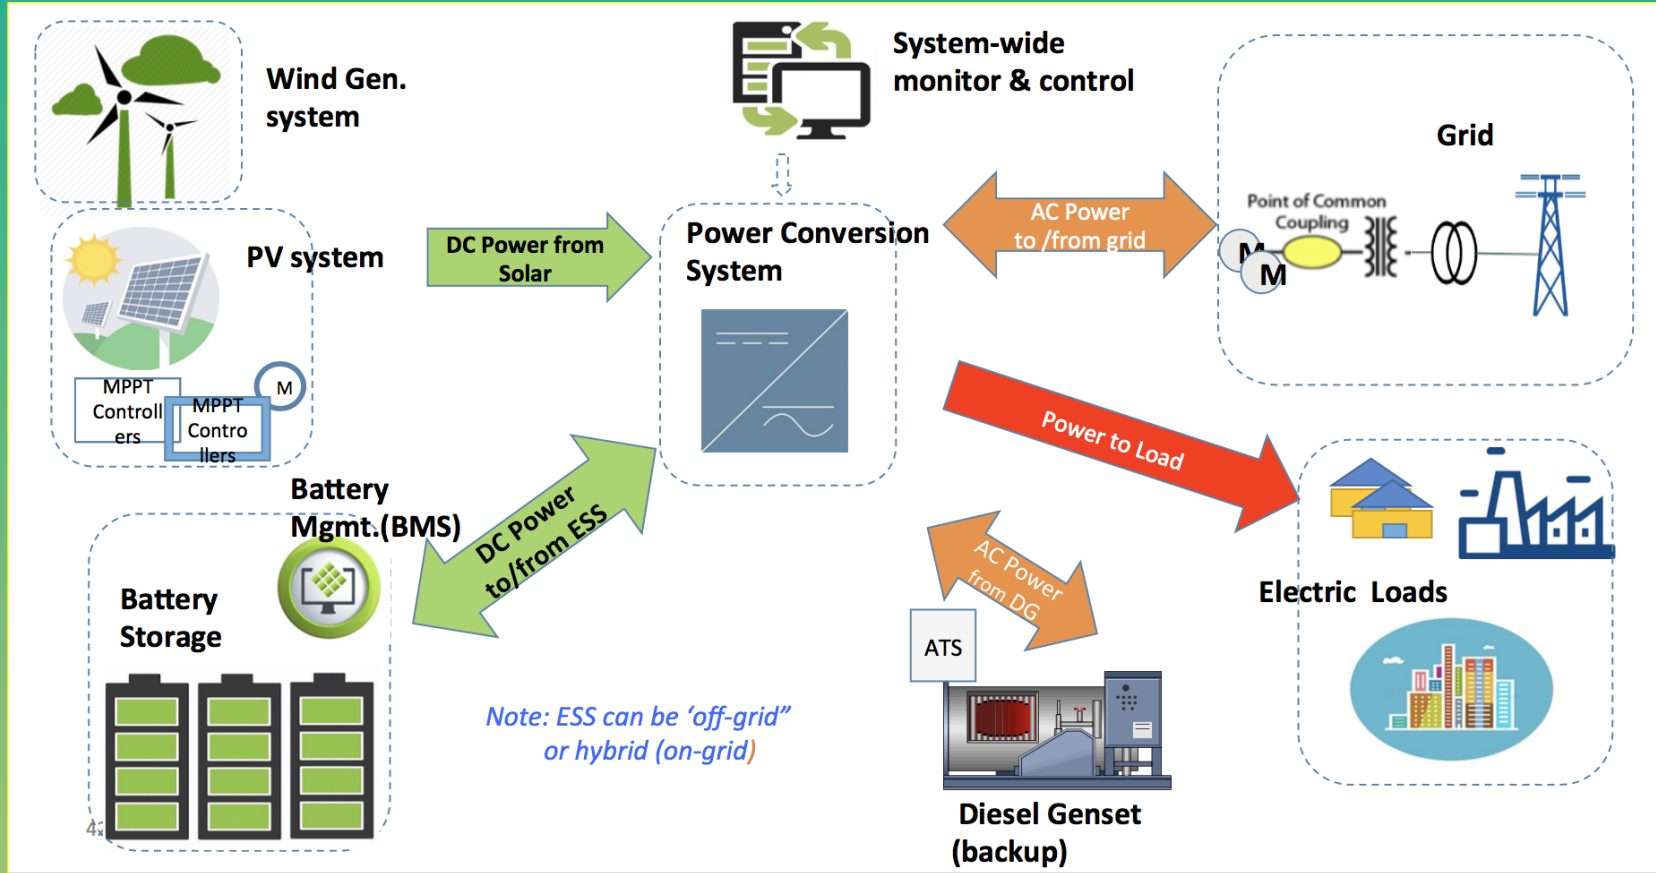 Wind Gen.
system
System-wide
monitor & control
Grid
Point of Common
Coupling
M
M
AC Power
to /from grid
PV system
DC Power from
Solar
Power Conversion
System
MPPT
Controll
ers
MPPT
Contro
llers
M
Power to Load
Battery
Mgmt.(BMS)
DC Power
to/from ESS
Battery
Storage
AC Power
from DG
ATS
Electric Loads
Note: ESS can be ‘off-grid”
or hybrid (on-grid)
Diesel Genset
(backup)